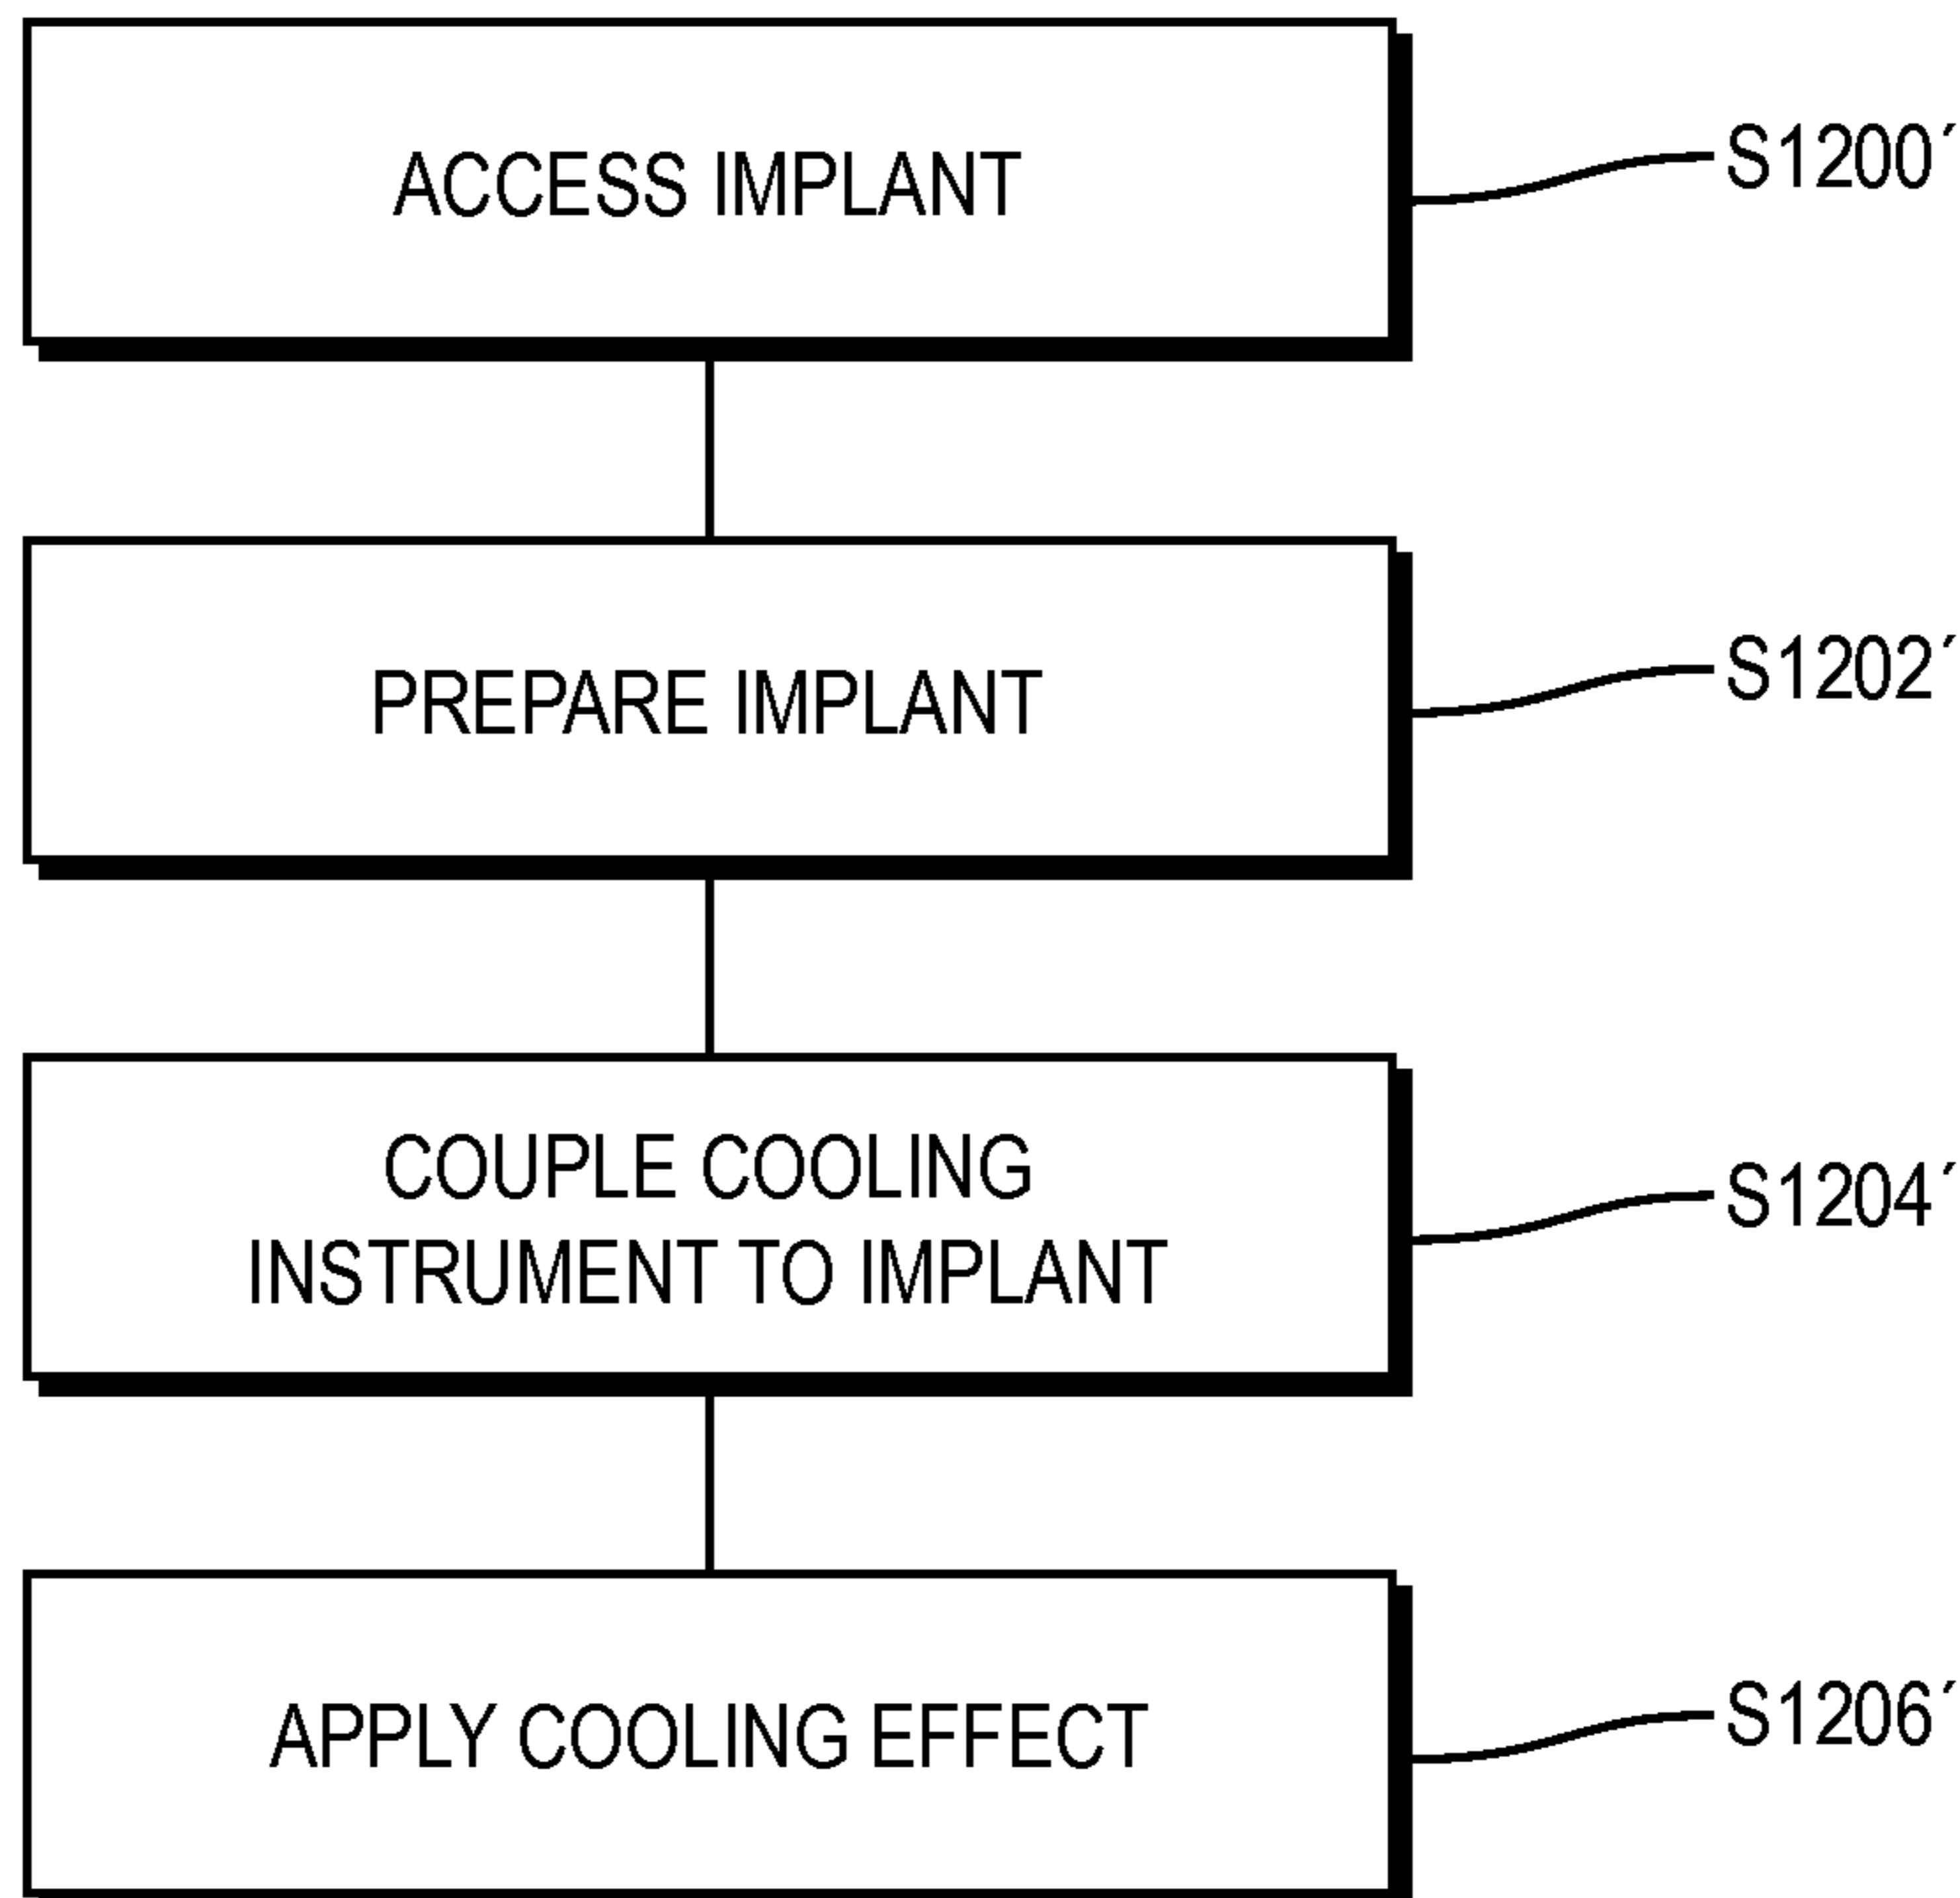 ACCESS IMPLANT
S1200´
PREPARE IMPLANT
S1202´
COUPLE COOLING
INSTRUMENT TO IMPLANT
S1204´
APPLY COOLING EFFECT
S1206´